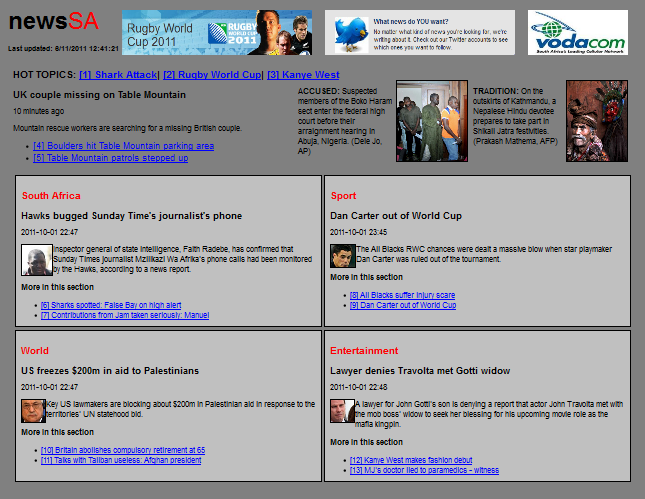 newsSA
Last updated: 6/11/2011 12:41:21
Rugby World
Cup 2011
RUGBY
WORLD CUP
2011
What news do YOU want?
No matter what kind of news you're looking for, we're
writing about it. Check out our Twitter accounts to see
which ones you want to follow.
vodacom
South Africa's Leading Cellular Network
HOT TOPICS: [1] Shark Attack| [2] Rugby World Cup| [3] Kanye West
UK couple missing on Table Mountain
10 minutes ago
Mountain rescue workers are searching for a missing British couple.
[4] Boulders hit Table Mountain parking area
[5] Table Mountain patrols stepped up
ACCUSED: Suspected
members of the Boko Haram
sect enter the federal high
court before their
arraignment hearing in
Abuja, Nigeria. (Dele Jo,
AP)
TRADITION: On the
outskirts of Kathmandu, a
Nepalese Hindu devotee
prepares to take part in
Shikali Jatra festivities.
(Prakash Mathema, AFP)
South Africa
Hawks bugged Sunday Time's journalist's phone
2011-10-01 22:47
Inspector general of state intelligence, Faith Radebe, has confirmed that
Sunday Times journalist Mzilikazi Wa Afrika's phone calls had been monitored
by the Hawks, according to a news report.
More in this section
[6] Sharks spotted: False Bay on high alert
[7] Contributions from Jam taken seriously: Manuel
Sport
Dan Carter out of World Cup
2011-10-01 23:45
The All Blacks RWC chances were dealt a massive blow when star playmaker
Dan Carter was ruled out of the tournament.
More in this section
[8] All Blacks suffer injury scare
[9] Dan Carter out of World Cup
World
US freezes $200m in aid to Palestinians
2011-10-01 22:47
Key US lawmakers are blocking about $200m in Palestinian aid in response to the
territories' UN statehood bid.
More in this section
[10] Britain abolishes compulsory retirement at 65
[11] Talks with Taliban useless: Afghan president
Entertainment
Lawyer denies Travolta met Gotti widow
2011-10-01 22:48
A lawyer for John Gotti's son is denying a report that actor John Travolta met with
the mob boss' widow to seek her blessing for his upcoming movie role as the
mafia kingpin.
More in this section
[12] Kanye West makes fashion debut
[13] MJ's doctor lied to paramedics - witness